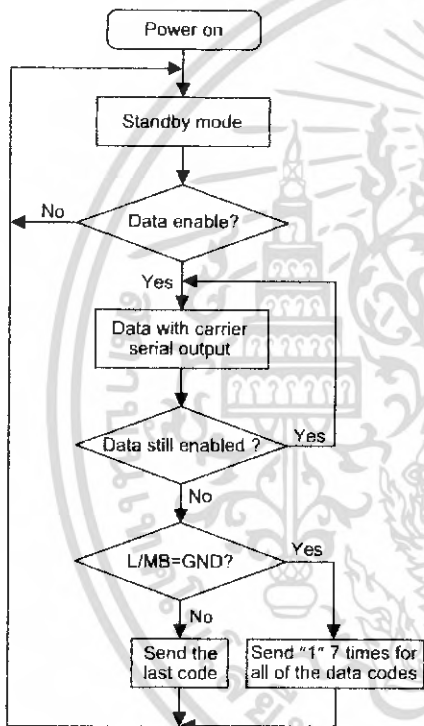 Power on
Standby mode
No
Data enable?
Yes
Data with carrier
serial output
Data still enabled ?
Yes
No
L/MB=GND?
Yes
No
Send the
last code
Send "1" 7 times for
all of the data codes